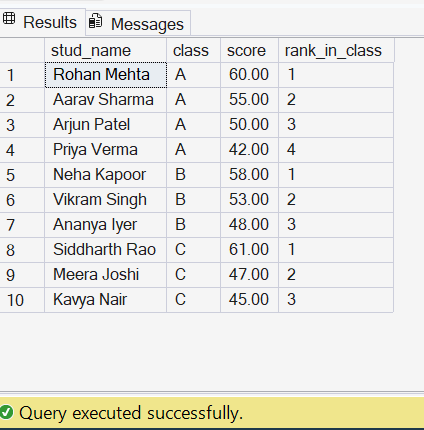 Results Messages
stud_name class score rank_in_class
1 Rohan Mehta A 60.00 1
2 Aarav Sharma A 55.00 2
3 Arjun Patel A 50.00 3
4 Priya Verma A 42.00 4
5 Neha Kapoor B 58.00 1
6 Vikram Singh B 53.00 2
7 Ananya Iyer B 48.00 3
8 Siddharth Rao C 61.00 1
9 Meera Joshi C 47.00 2
10 Kavya Nair C 45.00 3
Query executed successfully.